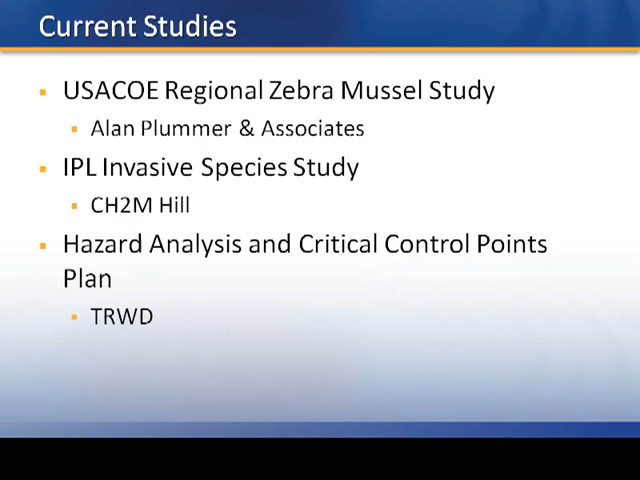 Current Studies
USACOE Regional Zebra Mussel Study
Alan Plummer & Associates
IPL Invasive Species Study
CH2M Hill
Hazard Analysis and Critical Control Points
Plan
TRWD